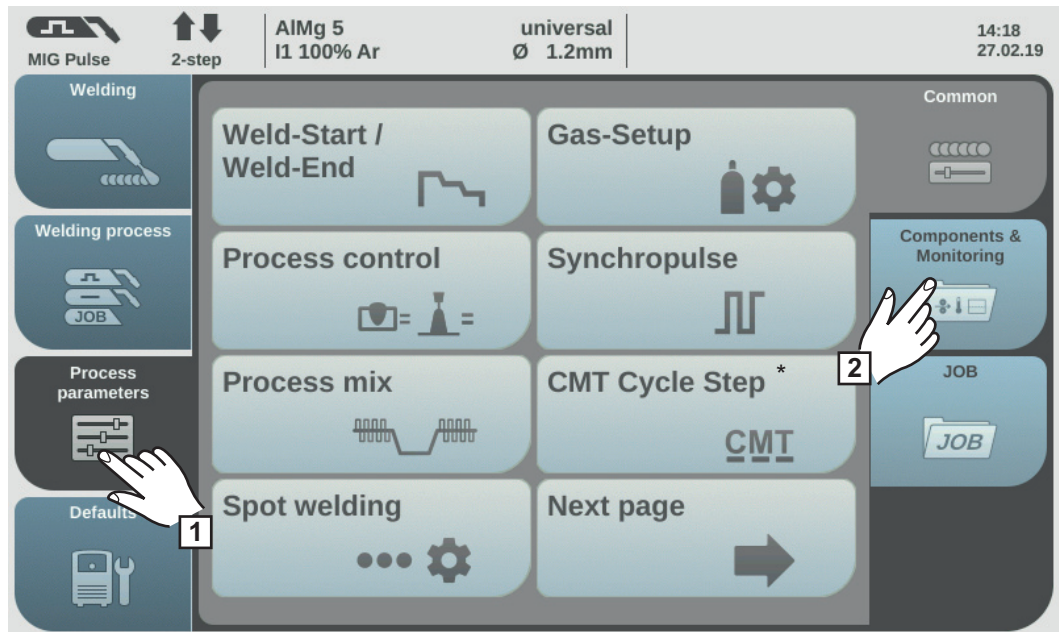 MIG Pulse
2-step
AlMg 5 universal
I1 100% Ar Ø 1.2mm
14:18
27.02.19
Welding
Welding process
JOB
Process
parameters
Defaults
Weld-Start /
Weld-End
Gas-Setup
Process control
= =
Synchropulse
Process mix
CMT Cycle Step *
CMT
Spot welding
Next page
Common
Components &
Monitoring
JOB
JOB
1
2